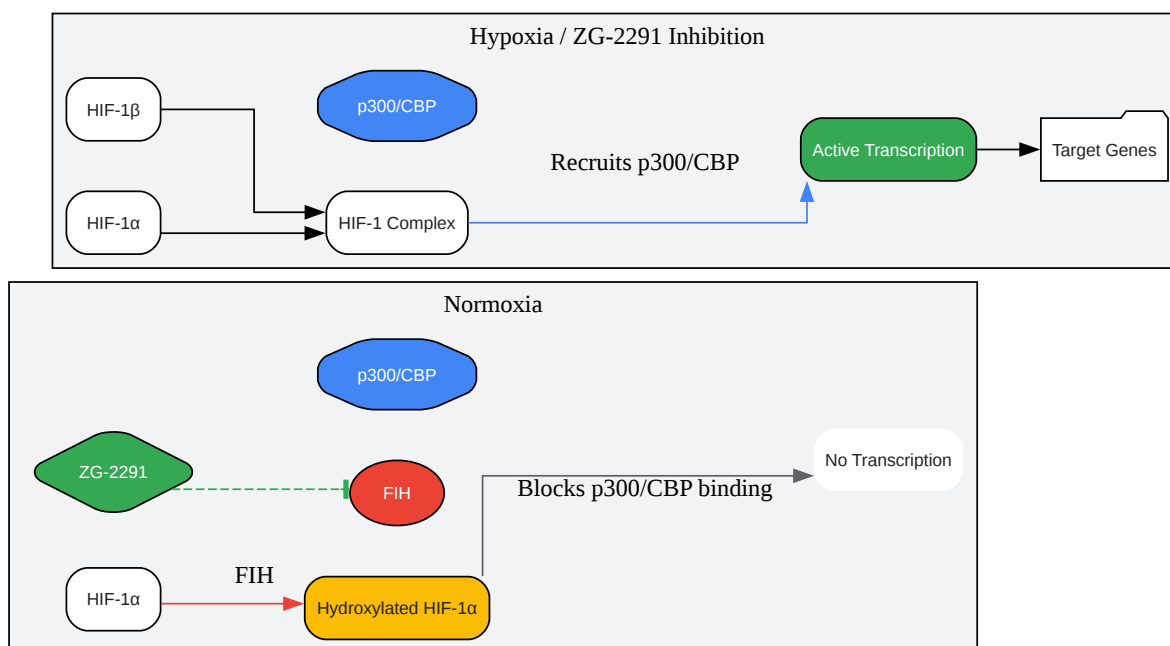 Hypoxia / ZG-2291 Inhibition
HIF-1β
p300/CBP
Active Transcription
Target Genes
Recruits p300/CBP
HIF-1α
HIF-1 Complex
Normoxia
p300/CBP
ZG-2291
No Transcription
FIH
Blocks p300/CBP binding
FIH
HIF-1α
Hydroxylated HIF-1α